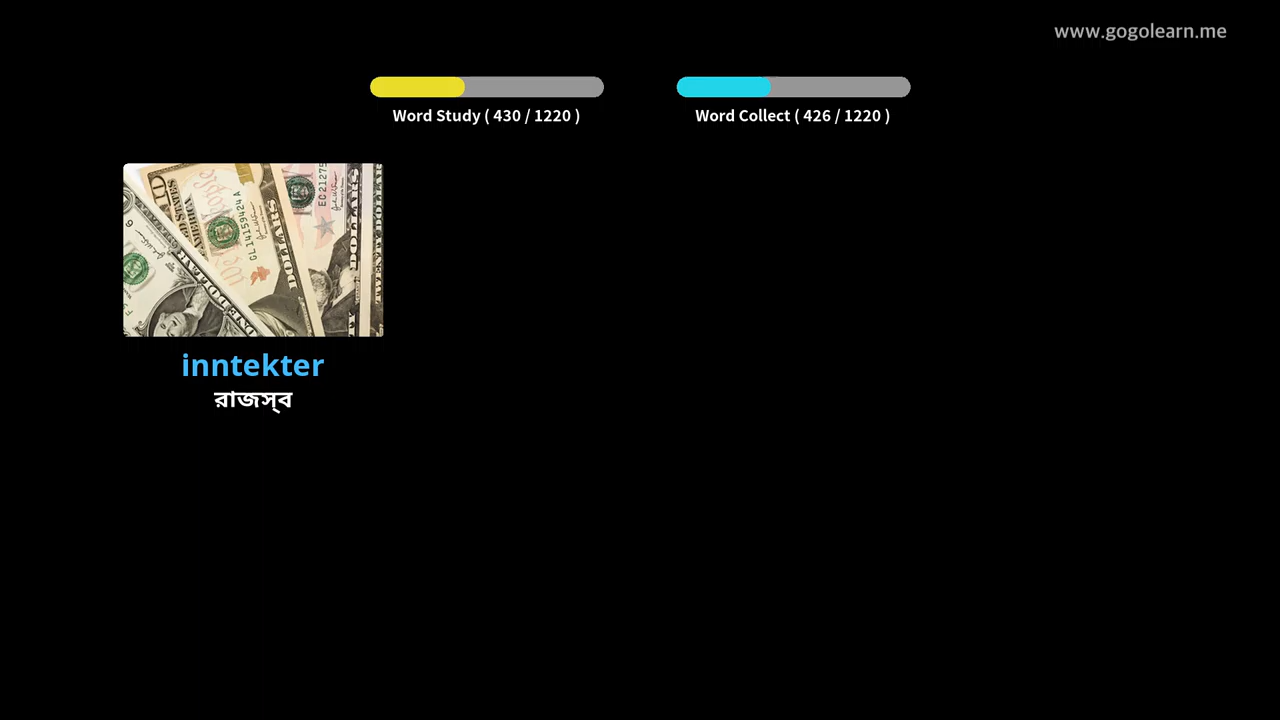 www.gogolearn.me
Word Study ( 430 / 1220 )
Word Collect ( 426 / 1220 )
inntekter
রাজস্ব